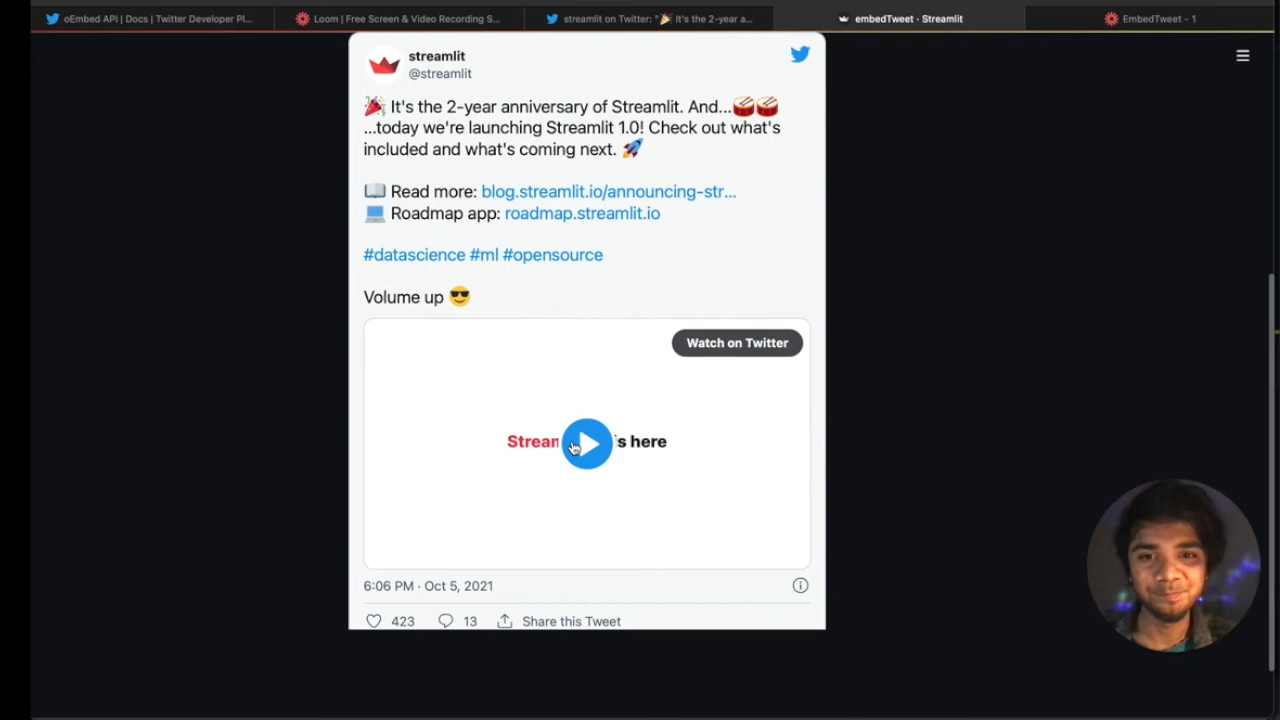 oEmbed API | Docs | Twitter Developer Pl...
Loom | Free Screen & Video Recording S...
streamlit on Twitter: "🎉 It's the 2-year a...
embedTweet · Streamlit
EmbedTweet - 1
streamlit
@streamlit
🎉 It's the 2-year anniversary of Streamlit. And...🥁🥁
...today we're launching Streamlit 1.0! Check out what's
included and what's coming next. 🚀
📖 Read more: blog.streamlit.io/announcing-str...
💻 Roadmap app: roadmap.streamlit.io
#datascience #ml #opensource
Volume up 😎
Watch on Twitter
s here
6:06 PM · Oct 5, 2021
423 13 Share this Tweet